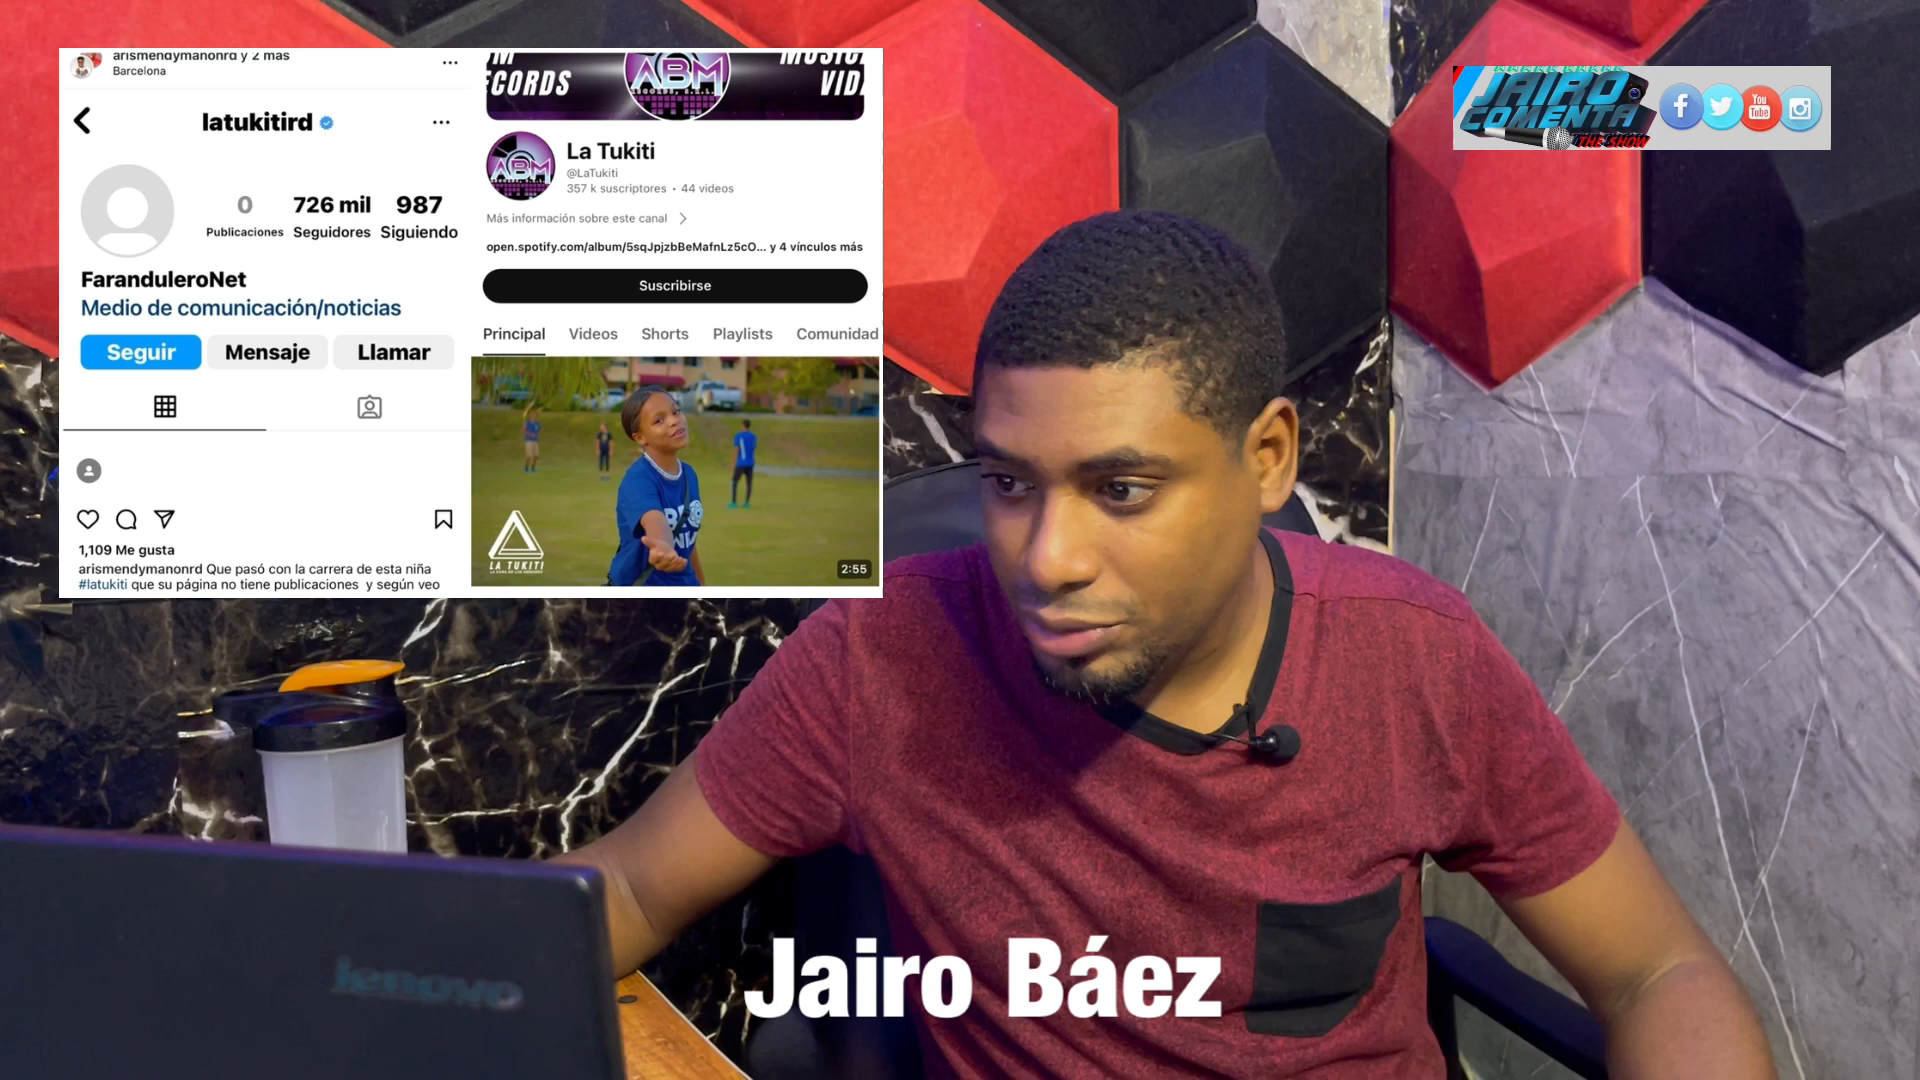 arismendymanonrd y 2 más
Barcelona
latukitird
0
726 mil
987
Publicaciones
Seguidores
Siguiendo
FaranduleroNet
Medio de comunicación/noticias
Seguir
Mensaje
Llamar
1,109 Me gusta
arismendymanonrd Que pasó con la carrera de esta niña
#latukiti que su página no tiene publicaciones y según veo
ABM
La Tukiti
@LaTukiti
357 k suscriptores • 44 videos
Más información sobre este canal
open.spotify.com/album/5sqJpjzbBeMafnLz5cO... y 4 vínculos más
Suscribirse
Principal
Videos
Shorts
Playlists
Comunidad
LA TUKITI
2:55
JAIRO
COMENTA
THE SHOW
You
Tube
lenovo
Jairo Báez